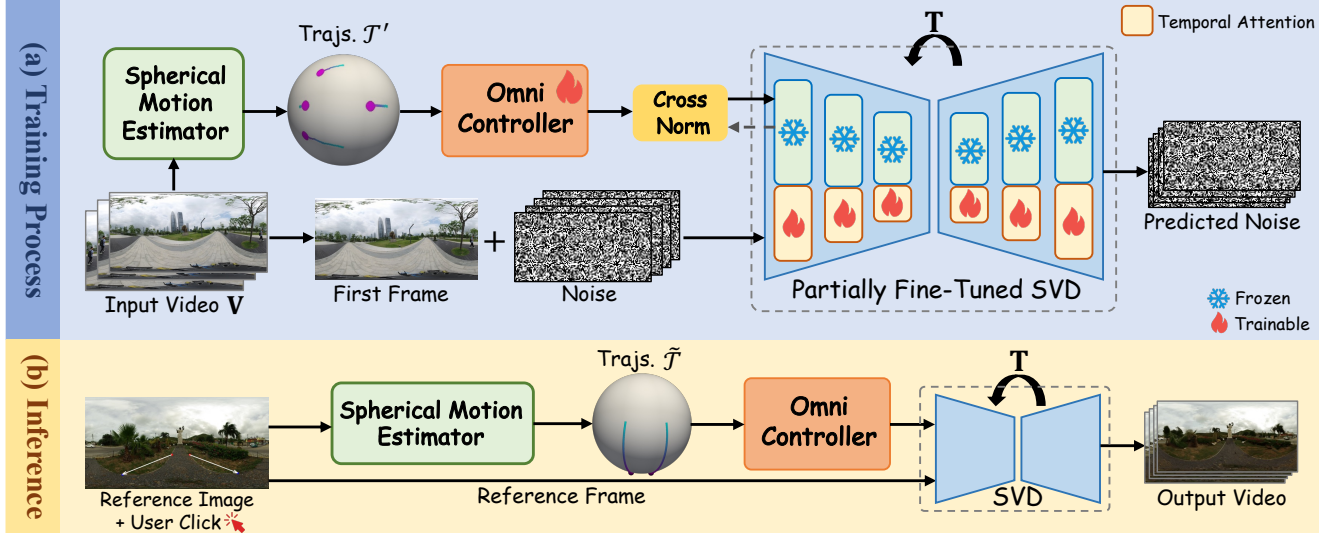 (a) Training Process
Trajs. 𝒯′
T
Temporal Attention
Spherical
Motion
Estimator
Omni
Controller
Cross
Norm
Input Video V
First Frame
+
Noise
Partially Fine-Tuned SVD
Predicted Noise
Frozen
Trainable
(b) Inference
Trajs. 𝒯̃
T
Spherical Motion
Estimator
Omni
Controller
Reference Image
+ User Click
Reference Frame
SVD
Output Video